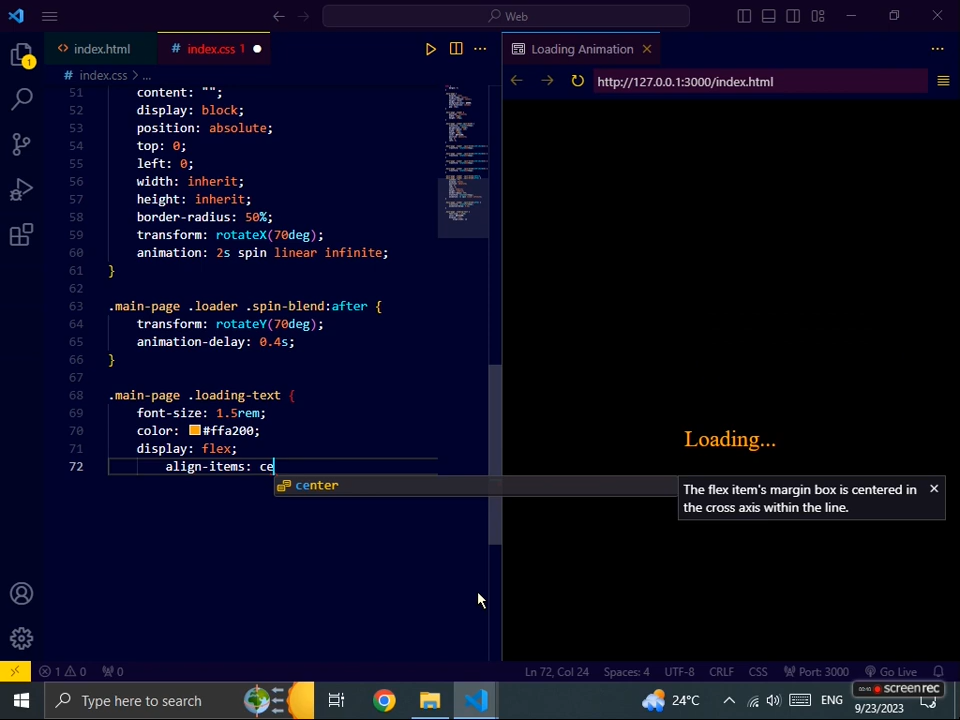 Web
index.html
# index.css 1
Loading Animation
# index.css > ...
http://127.0.0.1:3000/index.html
51 content: "";
52 display: block;
53 position: absolute;
54 top: 0;
55 left: 0;
56 width: inherit;
57 height: inherit;
58 border-radius: 50%;
59 transform: rotateX(70deg);
60 animation: 2s spin linear infinite;
61 }
62
63 .main-page .loader .spin-blend:after {
64 transform: rotateY(70deg);
65 animation-delay: 0.4s;
66 }
67
68 .main-page .loading-text {
69 font-size: 1.5rem;
70 color: #ffa200;
71 display: flex;
72 align-items: ce
center
Loading...
The flex item's margin box is centered in
the cross axis within the line.
1
1 0 0 Ln 72, Col 24 Spaces: 4 UTF-8 CRLF CSS Port: 3000 Go Live
Type here to search
24°C
ENG
screenrec
9/23/2023